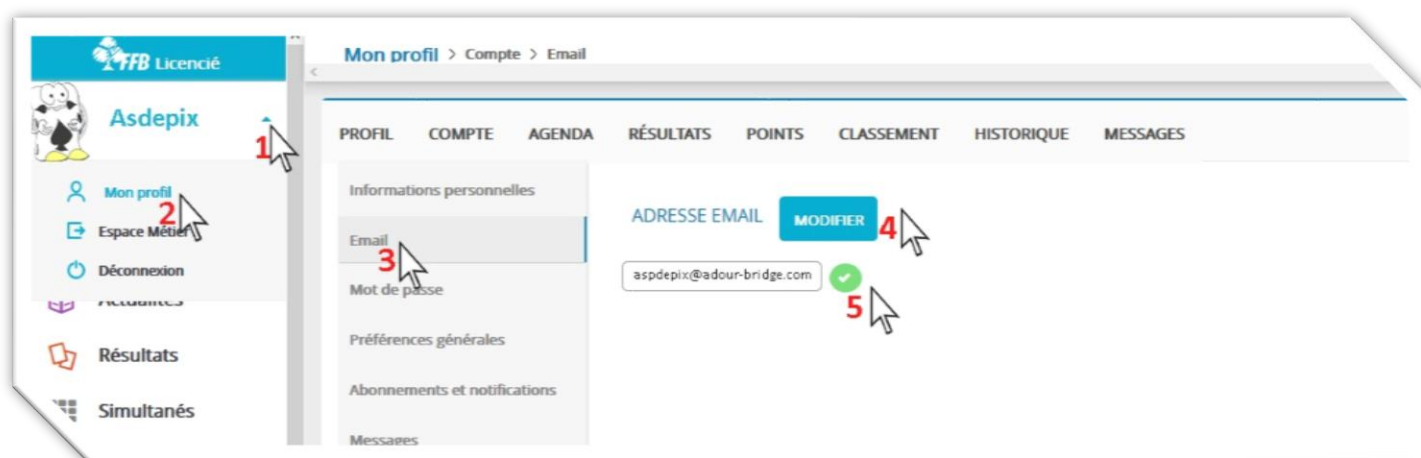 FFB Licencié
Asdepix
1
Mon profil
2
Espace Métier
Déconnexion
Actualités
Résultats
Simultanés
Mon profil > Compte > Email
PROFIL COMPTE AGENDA RÉSULTATS POINTS CLASSEMENT HISTORIQUE MESSAGES
Informations personnelles
Email
3
Mot de passe
Préférences générales
Abonnements et notifications
Messages
ADRESSE EMAIL MODIFIER 4
aspdepix@adour-bridge.com
5